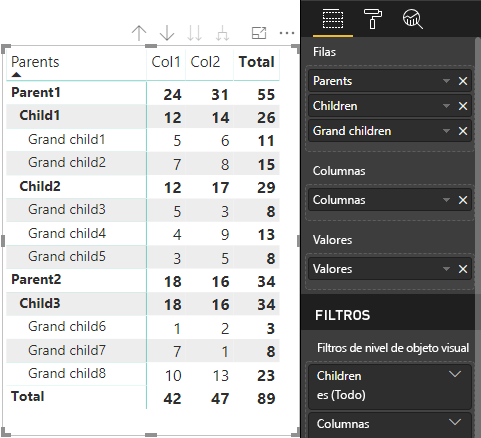 Parents Col1 Col2 Total
Parent1 24 31 55
Child1 12 14 26
Grand child1 5 6 11
Grand child2 7 8 15
Child2 12 17 29
Grand child3 5 3 8
Grand child4 4 9 13
Grand child5 3 5 8
Parent2 18 16 34
Child3 18 16 34
Grand child6 1 2 3
Grand child7 7 1 8
Grand child8 10 13 23
Total 42 47 89
Filas
Parents
Children
Grand children
Columnas
Columnas
Valores
Valores
FILTROS
Filtros de nivel de objeto visual
Children
es (Todo)
Columnas